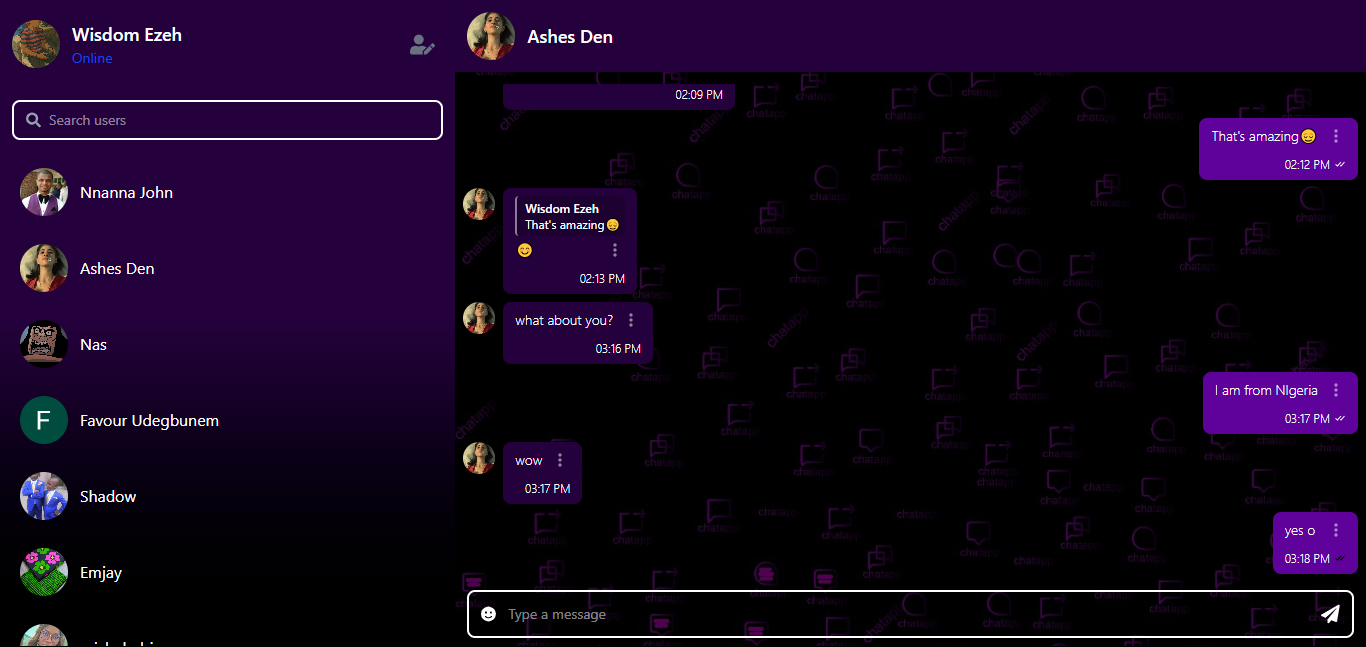 Wisdom Ezeh
Online
Search users
Nnanna John
Ashes Den
Nas
F
Favour Udegbunem
Shadow
Emjay
Ashes Den
02:09 PM
That's amazing😔
02:12 PM
Wisdom Ezeh
That's amazing😔
😊
02:13 PM
what about you?
03:16 PM
I am from NIgeria
03:17 PM
wow
03:17 PM
yes o
03:18 PM
Type a message